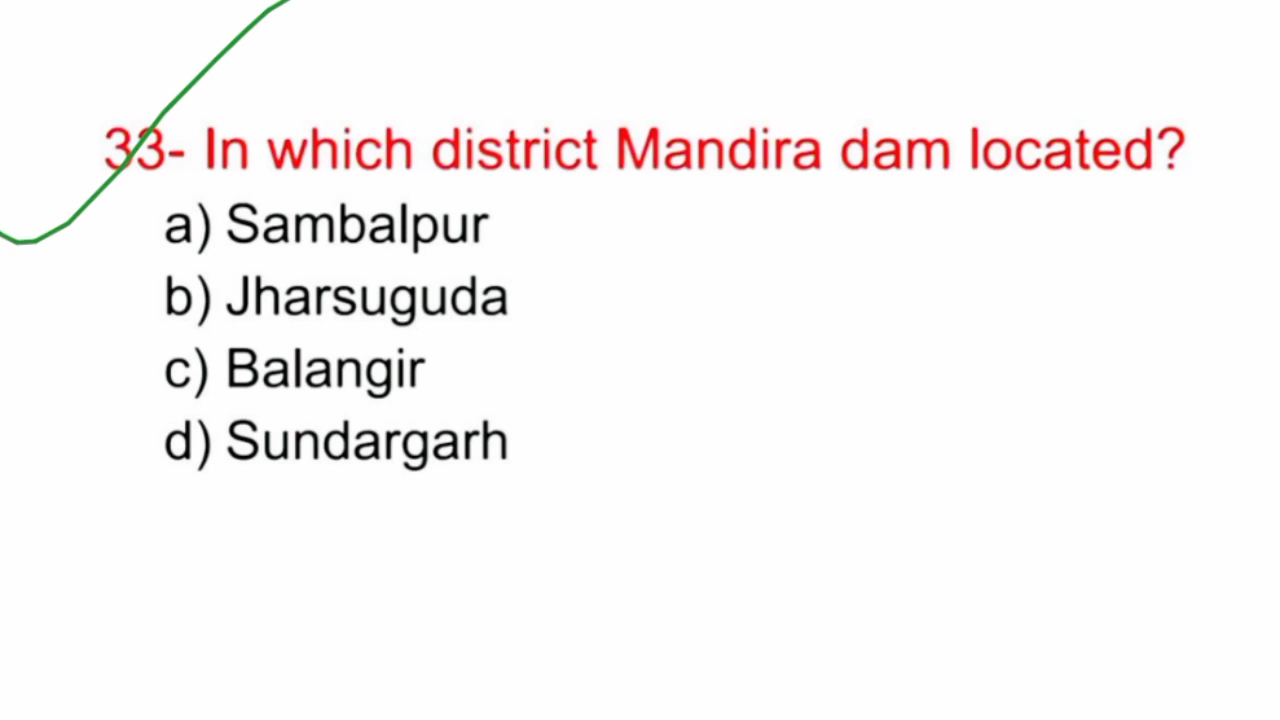 33- In which district Mandira dam located?
a) Sambalpur
b) Jharsuguda
c) Balangir
d) Sundargarh